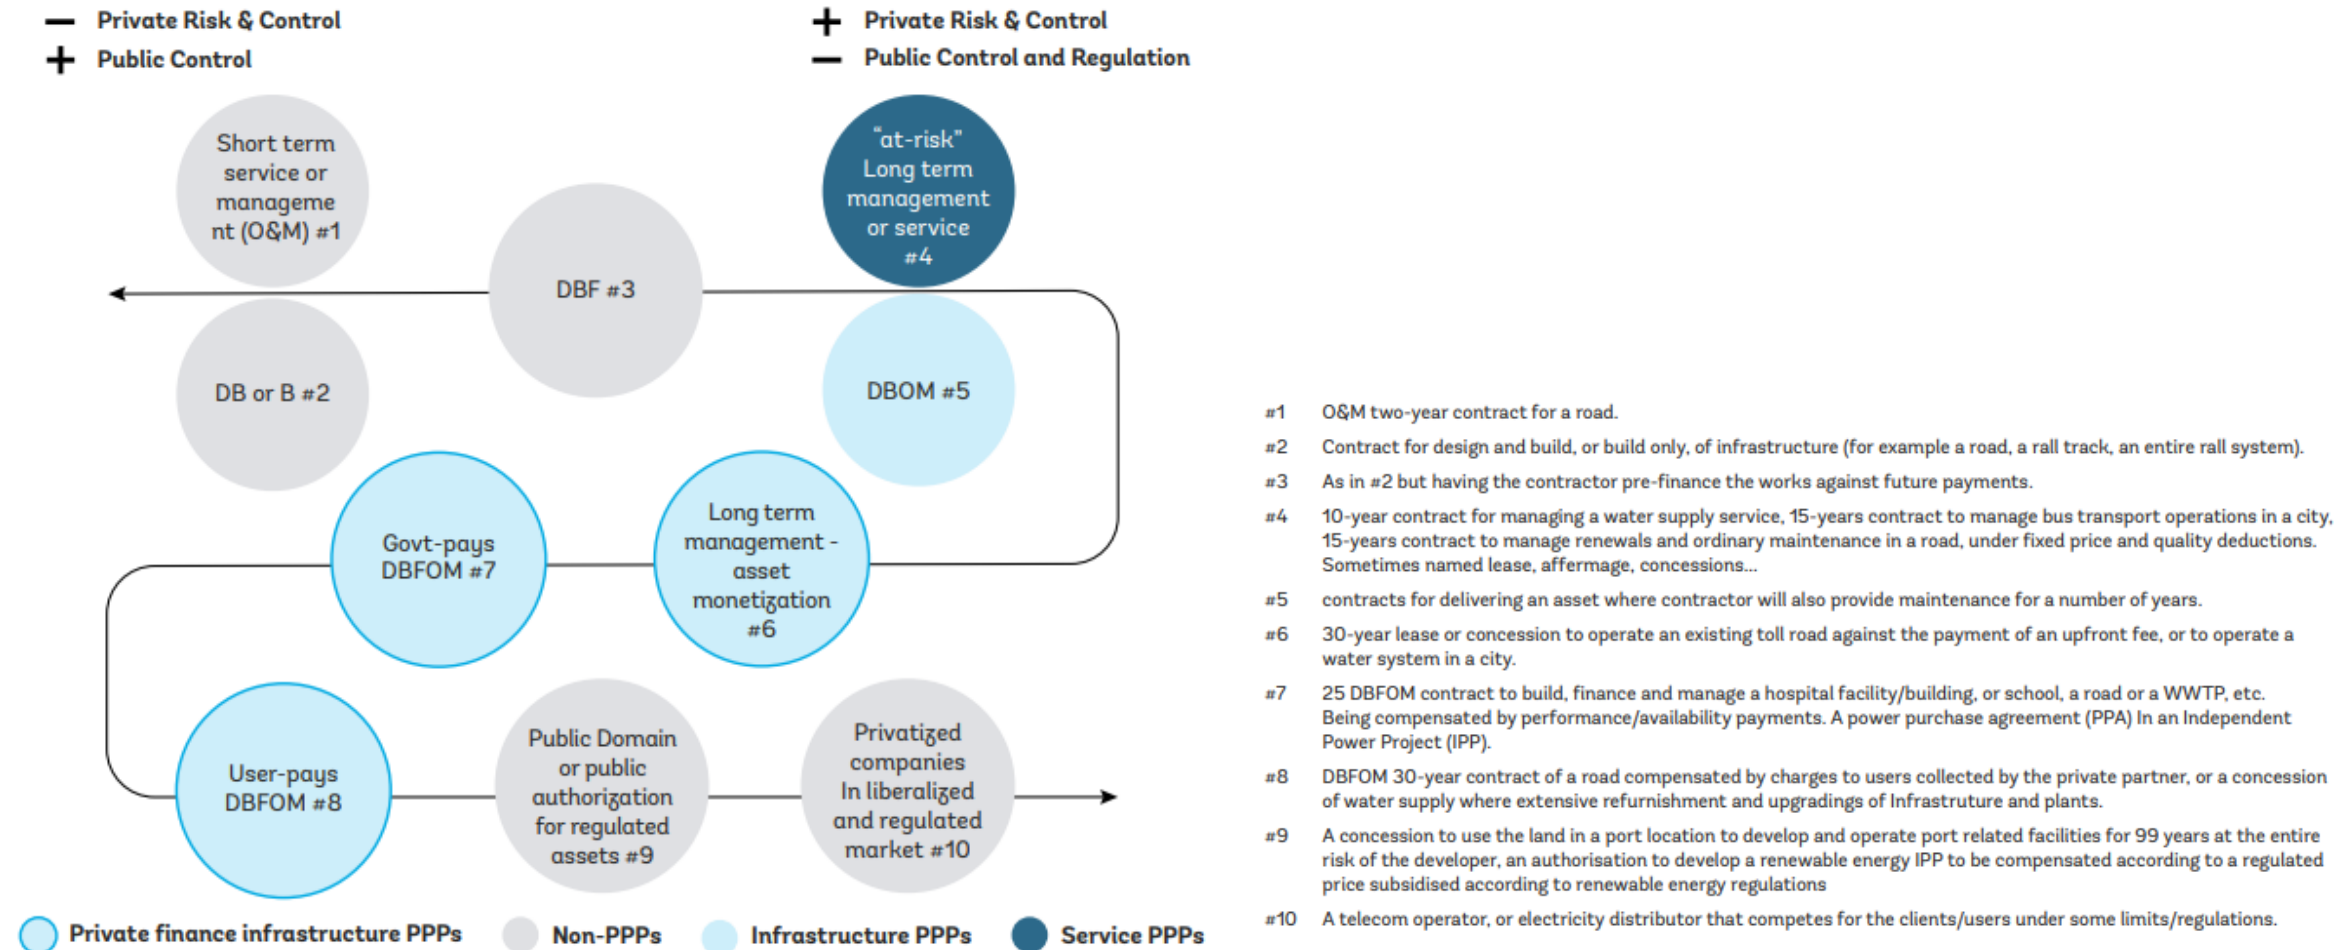 − Private Risk & Control
+ Public Control
+ Private Risk & Control
− Public Control and Regulation
Short term
service or
manageme
nt (O&M) #1
"at-risk"
Long term
management
or service
#4
DBF #3
DB or B #2
DBOM #5
Govt-pays
DBFOM #7
Long term
management -
asset
monetization
#6
User-pays
DBFOM #8
Public Domain
or public
authorization
for regulated
assets #9
Privatized
companies
In liberalized
and regulated
market #10
Private finance infrastructure PPPs
Non-PPPs
Infrastructure PPPs
Service PPPs
#1 O&M two-year contract for a road.
#2 Contract for design and build, or build only, of infrastructure (for example a road, a rall track, an entire rall system).
#3 As in #2 but having the contractor pre-finance the works against future payments.
#4 10-year contract for managing a water supply service, 15-years contract to manage bus transport operations in a city,
15-years contract to manage renewals and ordinary maintenance in a road, under fixed price and quality deductions.
Sometimes named lease, affermage, concessions...
#5 contracts for delivering an asset where contractor will also provide maintenance for a number of years.
#6 30-year lease or concession to operate an existing toll road against the payment of an upfront fee, or to operate a
water system in a city.
#7 25 DBFOM contract to build, finance and manage a hospital facility/building, or school, a road or a WWTP, etc.
Being compensated by performance/availability payments. A power purchase agreement (PPA) In an Independent
Power Project (IPP).
#8 DBFOM 30-year contract of a road compensated by charges to users collected by the private partner, or a concession
of water supply where extensive refurnishment and upgradings of Infrastruture and plants.
#9 A concession to use the land in a port location to develop and operate port related facilities for 99 years at the entire
risk of the developer, an authorisation to develop a renewable energy IPP to be compensated according to a regulated
price subsidised according to renewable energy regulations
#10 A telecom operator, or electricity distributor that competes for the clients/users under some limits/regulations.